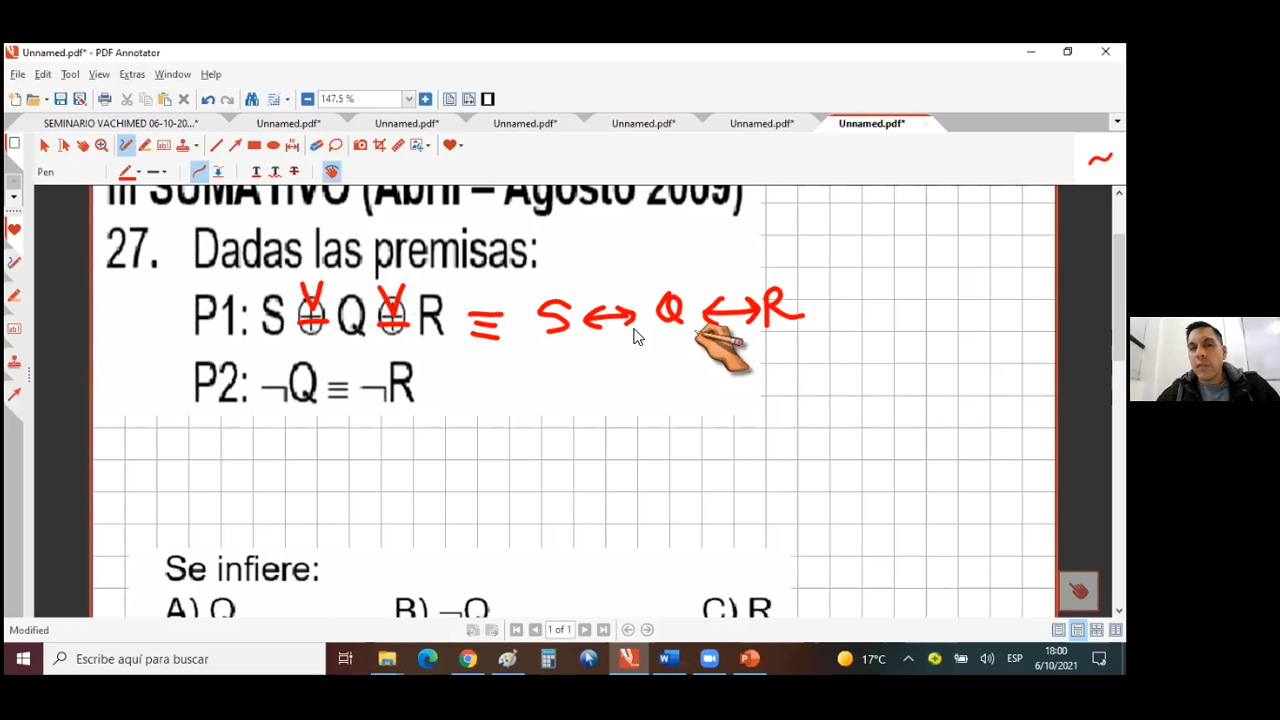 Unnamed.pdf* - PDF Annotator
File Edit Tool View Extras Window Help
147.5 %
SEMINARIO VACHIMED 06-10-20...* Unnamed.pdf* Unnamed.pdf* Unnamed.pdf* Unnamed.pdf* Unnamed.pdf* Unnamed.pdf*
Pen
III SUMATIVO (Abril – Agosto 2009)
27. Dadas las premisas:
P1: S ⊕ Q ⊕ R ≡ S ↔ Q ↔ R
P2: ¬Q ≡ ¬R
Se infiere:
A) Q B) ¬Q C) R
Modified 1 of 1
Escribe aquí para buscar 17°C ESP 18:00
6/10/2021